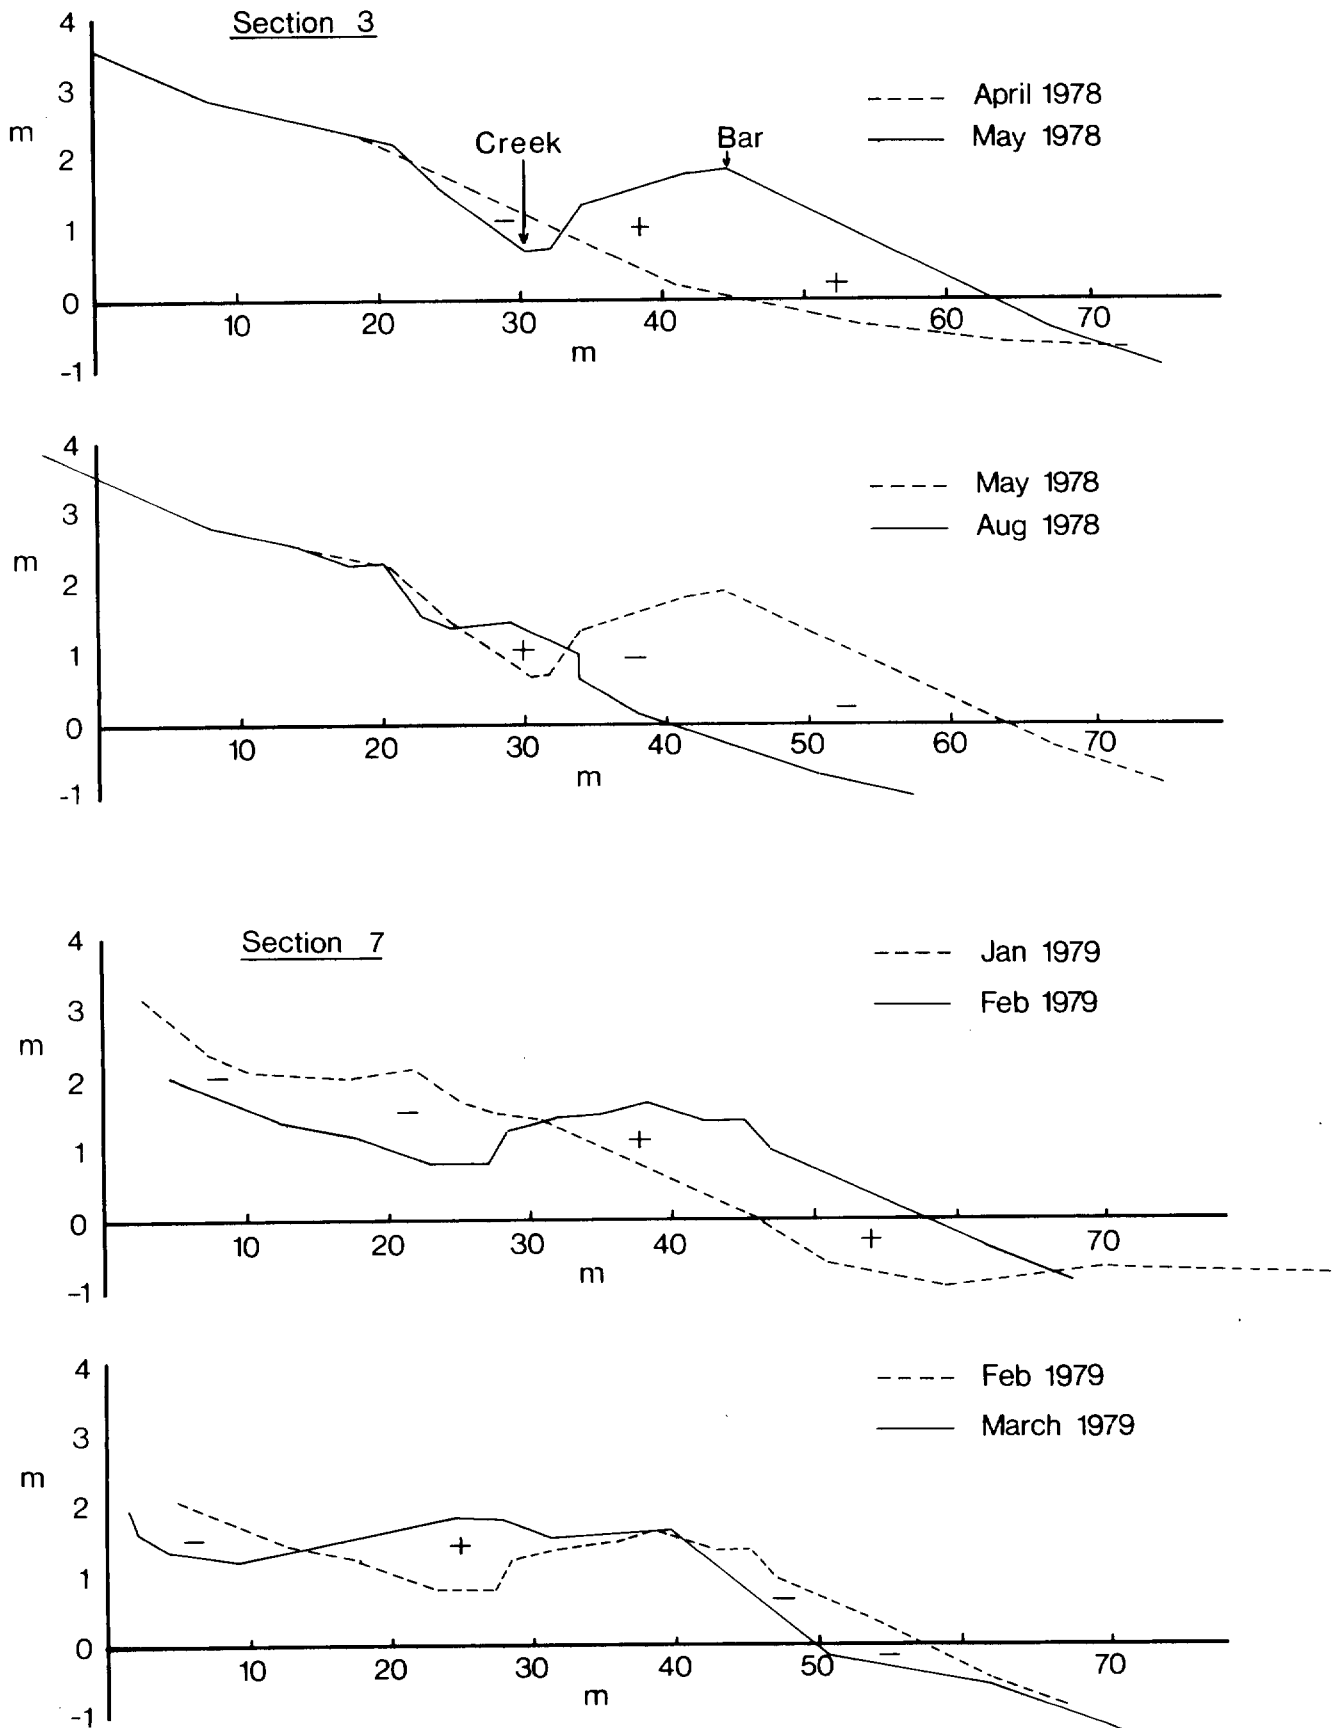 Section 3
4
3
m
2
1
0
-1
April 1978
May 1978
Creek
Bar
-
+
+
10 20 30 40 60 70
m
4
3
m
2
1
0
-1
May 1978
Aug 1978
+
-
-
10 20 30 40 50 60 70
m
Section 7
4
3
m
2
1
0
-1
Jan 1979
Feb 1979
-
-
+
+
10 20 30 40 70
m
4
3
m
2
1
0
-1
Feb 1979
March 1979
-
+
-
-
10 20 30 40 50 70
m